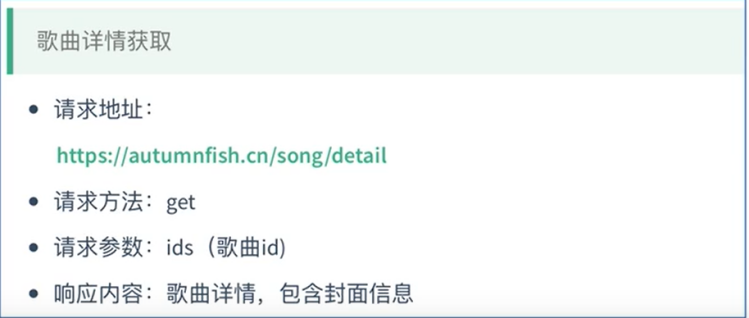 歌曲详情获取
请求地址：
https://autumnfish.cn/song/detail
请求方法：get
请求参数：ids（歌曲id)
响应内容：歌曲详情，包含封面信息